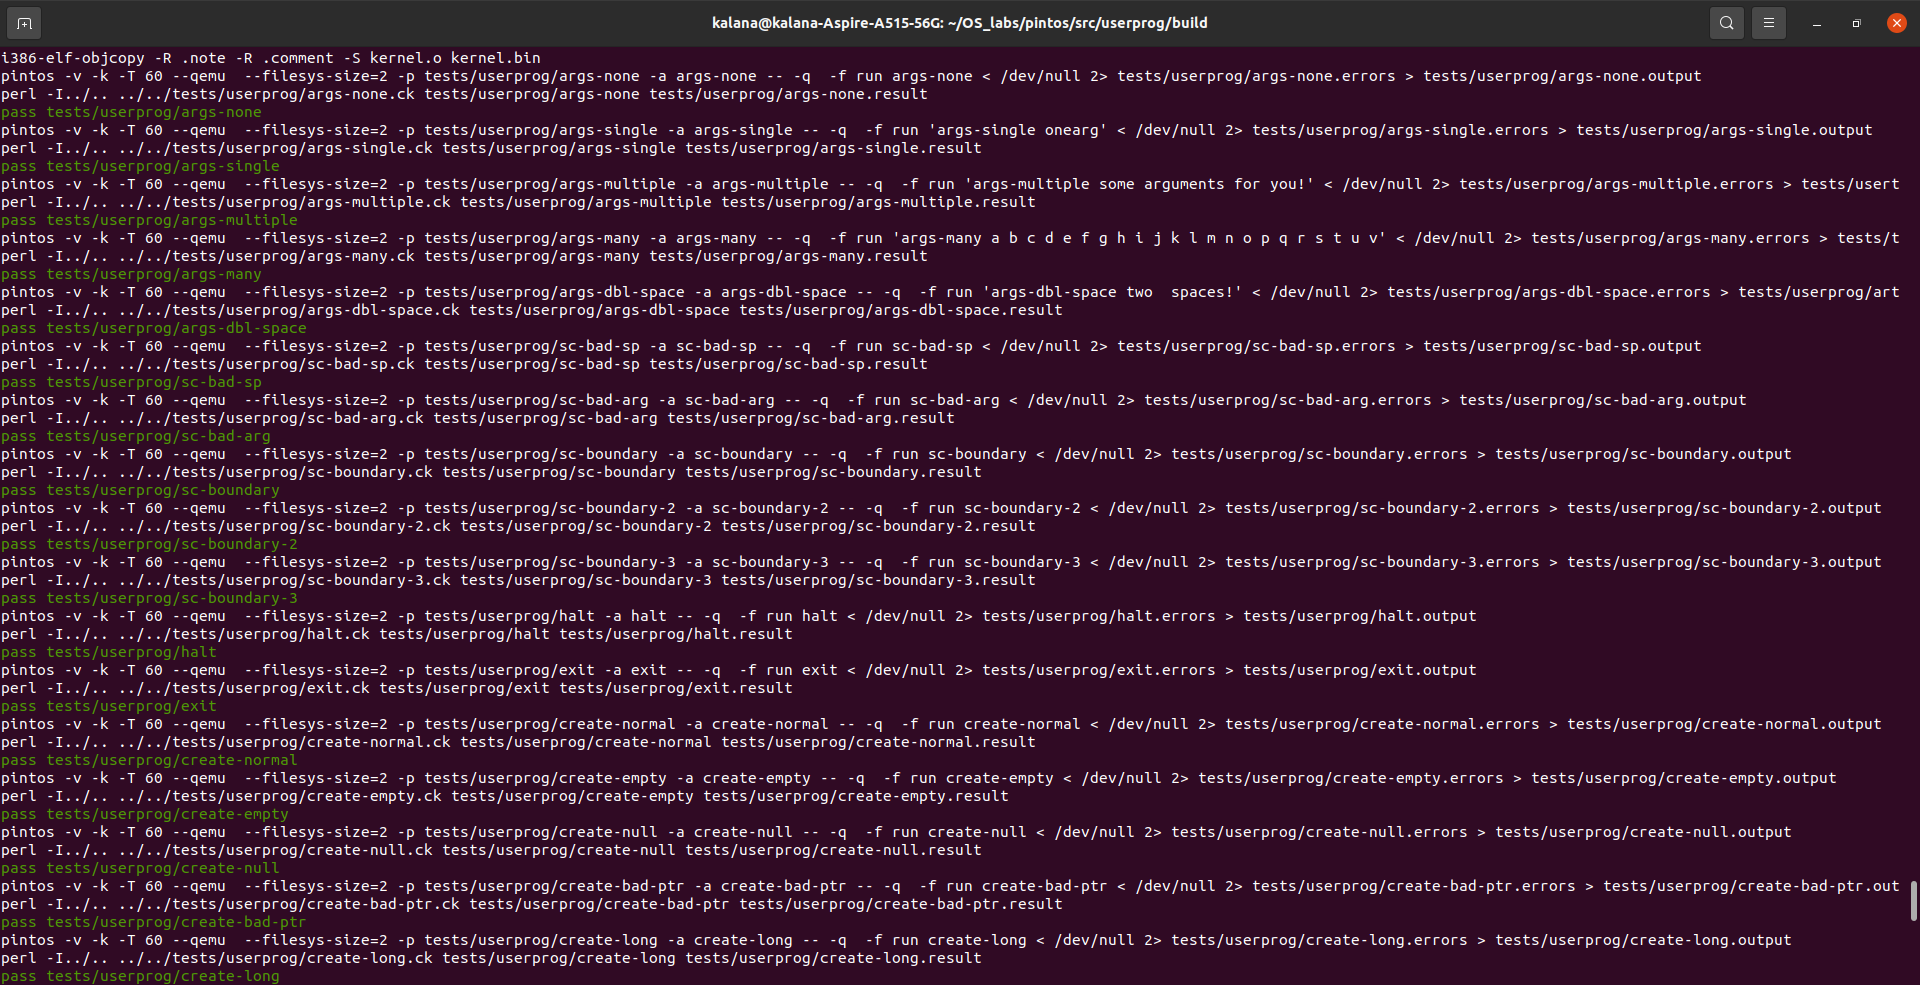 kalana@kalana-Aspire-A515-56G: ~/OS_labs/pintos/src/userprog/build
i386-elf-objcopy -R .note -R .comment -S kernel.o kernel.bin
pintos -v -k -T 60 --qemu  --filesys-size=2 -p tests/userprog/args-none -a args-none -- -q  -f run args-none < /dev/null 2> tests/userprog/args-none.errors > tests/userprog/args-none.output
perl -I../.. ../../tests/userprog/args-none.ck tests/userprog/args-none tests/userprog/args-none.result
pass tests/userprog/args-none
pintos -v -k -T 60 --qemu  --filesys-size=2 -p tests/userprog/args-single -a args-single -- -q  -f run 'args-single onearg' < /dev/null 2> tests/userprog/args-single.errors > tests/userprog/args-single.output
perl -I../.. ../../tests/userprog/args-single.ck tests/userprog/args-single tests/userprog/args-single.result
pass tests/userprog/args-single
pintos -v -k -T 60 --qemu  --filesys-size=2 -p tests/userprog/args-multiple -a args-multiple -- -q  -f run 'args-multiple some arguments for you!' < /dev/null 2> tests/userprog/args-multiple.errors > tests/usert
perl -I../.. ../../tests/userprog/args-multiple.ck tests/userprog/args-multiple tests/userprog/args-multiple.result
pass tests/userprog/args-multiple
pintos -v -k -T 60 --qemu  --filesys-size=2 -p tests/userprog/args-many -a args-many -- -q  -f run 'args-many a b c d e f g h i j k l m n o p q r s t u v' < /dev/null 2> tests/userprog/args-many.errors > tests/t
perl -I../.. ../../tests/userprog/args-many.ck tests/userprog/args-many tests/userprog/args-many.result
pass tests/userprog/args-many
pintos -v -k -T 60 --qemu  --filesys-size=2 -p tests/userprog/args-dbl-space -a args-dbl-space -- -q  -f run 'args-dbl-space two  spaces!' < /dev/null 2> tests/userprog/args-dbl-space.errors > tests/userprog/art
perl -I../.. ../../tests/userprog/args-dbl-space.ck tests/userprog/args-dbl-space tests/userprog/args-dbl-space.result
pass tests/userprog/args-dbl-space
pintos -v -k -T 60 --qemu  --filesys-size=2 -p tests/userprog/sc-bad-sp -a sc-bad-sp -- -q  -f run sc-bad-sp < /dev/null 2> tests/userprog/sc-bad-sp.errors > tests/userprog/sc-bad-sp.output
perl -I../.. ../../tests/userprog/sc-bad-sp.ck tests/userprog/sc-bad-sp tests/userprog/sc-bad-sp.result
pass tests/userprog/sc-bad-sp
pintos -v -k -T 60 --qemu  --filesys-size=2 -p tests/userprog/sc-bad-arg -a sc-bad-arg -- -q  -f run sc-bad-arg < /dev/null 2> tests/userprog/sc-bad-arg.errors > tests/userprog/sc-bad-arg.output
perl -I../.. ../../tests/userprog/sc-bad-arg.ck tests/userprog/sc-bad-arg tests/userprog/sc-bad-arg.result
pass tests/userprog/sc-bad-arg
pintos -v -k -T 60 --qemu  --filesys-size=2 -p tests/userprog/sc-boundary -a sc-boundary -- -q  -f run sc-boundary < /dev/null 2> tests/userprog/sc-boundary.errors > tests/userprog/sc-boundary.output
perl -I../.. ../../tests/userprog/sc-boundary.ck tests/userprog/sc-boundary tests/userprog/sc-boundary.result
pass tests/userprog/sc-boundary
pintos -v -k -T 60 --qemu  --filesys-size=2 -p tests/userprog/sc-boundary-2 -a sc-boundary-2 -- -q  -f run sc-boundary-2 < /dev/null 2> tests/userprog/sc-boundary-2.errors > tests/userprog/sc-boundary-2.output
perl -I../.. ../../tests/userprog/sc-boundary-2.ck tests/userprog/sc-boundary-2 tests/userprog/sc-boundary-2.result
pass tests/userprog/sc-boundary-2
pintos -v -k -T 60 --qemu  --filesys-size=2 -p tests/userprog/sc-boundary-3 -a sc-boundary-3 -- -q  -f run sc-boundary-3 < /dev/null 2> tests/userprog/sc-boundary-3.errors > tests/userprog/sc-boundary-3.output
perl -I../.. ../../tests/userprog/sc-boundary-3.ck tests/userprog/sc-boundary-3 tests/userprog/sc-boundary-3.result
pass tests/userprog/sc-boundary-3
pintos -v -k -T 60 --qemu  --filesys-size=2 -p tests/userprog/halt -a halt -- -q  -f run halt < /dev/null 2> tests/userprog/halt.errors > tests/userprog/halt.output
perl -I../.. ../../tests/userprog/halt.ck tests/userprog/halt tests/userprog/halt.result
pass tests/userprog/halt
pintos -v -k -T 60 --qemu  --filesys-size=2 -p tests/userprog/exit -a exit -- -q  -f run exit < /dev/null 2> tests/userprog/exit.errors > tests/userprog/exit.output
perl -I../.. ../../tests/userprog/exit.ck tests/userprog/exit tests/userprog/exit.result
pass tests/userprog/exit
pintos -v -k -T 60 --qemu  --filesys-size=2 -p tests/userprog/create-normal -a create-normal -- -q  -f run create-normal < /dev/null 2> tests/userprog/create-normal.errors > tests/userprog/create-normal.output
perl -I../.. ../../tests/userprog/create-normal.ck tests/userprog/create-normal tests/userprog/create-normal.result
pass tests/userprog/create-normal
pintos -v -k -T 60 --qemu  --filesys-size=2 -p tests/userprog/create-empty -a create-empty -- -q  -f run create-empty < /dev/null 2> tests/userprog/create-empty.errors > tests/userprog/create-empty.output
perl -I../.. ../../tests/userprog/create-empty.ck tests/userprog/create-empty tests/userprog/create-empty.result
pass tests/userprog/create-empty
pintos -v -k -T 60 --qemu  --filesys-size=2 -p tests/userprog/create-null -a create-null -- -q  -f run create-null < /dev/null 2> tests/userprog/create-null.errors > tests/userprog/create-null.output
perl -I../.. ../../tests/userprog/create-null.ck tests/userprog/create-null tests/userprog/create-null.result
pass tests/userprog/create-null
pintos -v -k -T 60 --qemu  --filesys-size=2 -p tests/userprog/create-bad-ptr -a create-bad-ptr -- -q  -f run create-bad-ptr < /dev/null 2> tests/userprog/create-bad-ptr.errors > tests/userprog/create-bad-ptr.out
perl -I../.. ../../tests/userprog/create-bad-ptr.ck tests/userprog/create-bad-ptr tests/userprog/create-bad-ptr.result
pass tests/userprog/create-bad-ptr
pintos -v -k -T 60 --qemu  --filesys-size=2 -p tests/userprog/create-long -a create-long -- -q  -f run create-long < /dev/null 2> tests/userprog/create-long.errors > tests/userprog/create-long.output
perl -I../.. ../../tests/userprog/create-long.ck tests/userprog/create-long tests/userprog/create-long.result
pass tests/userprog/create-long